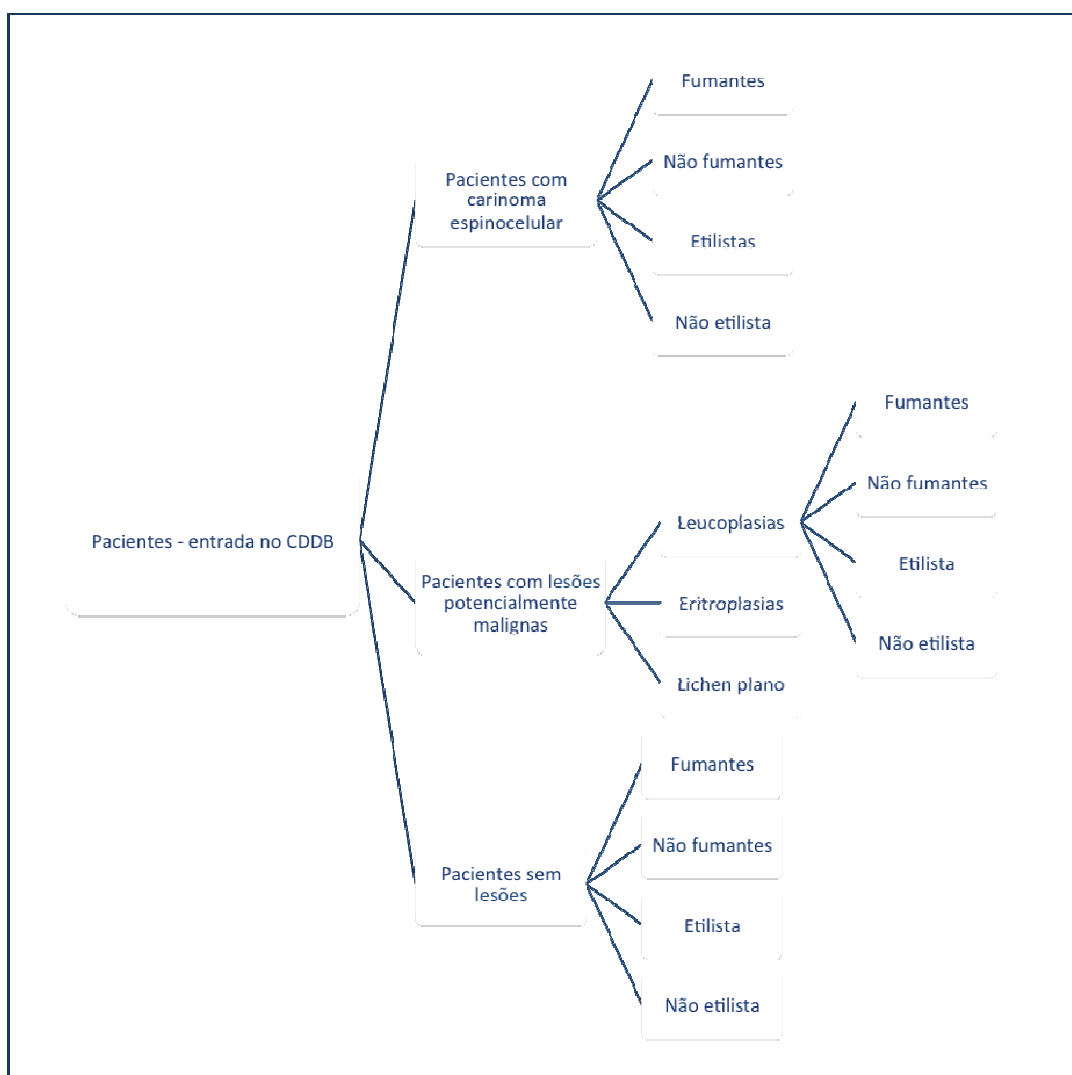 Pacientes - entrada no CDDB
Pacientes com
carinoma
espinocelular
Fumantes
Não fumantes
Etilistas
Não etilista
Pacientes com lesões
potencialmente
malignas
Leucoplasias
Fumantes
Não fumantes
Etilista
Não etilista
Eritroplasias
Lichen plano
Pacientes sem
lesões
Fumantes
Não fumantes
Etilista
Não etilista